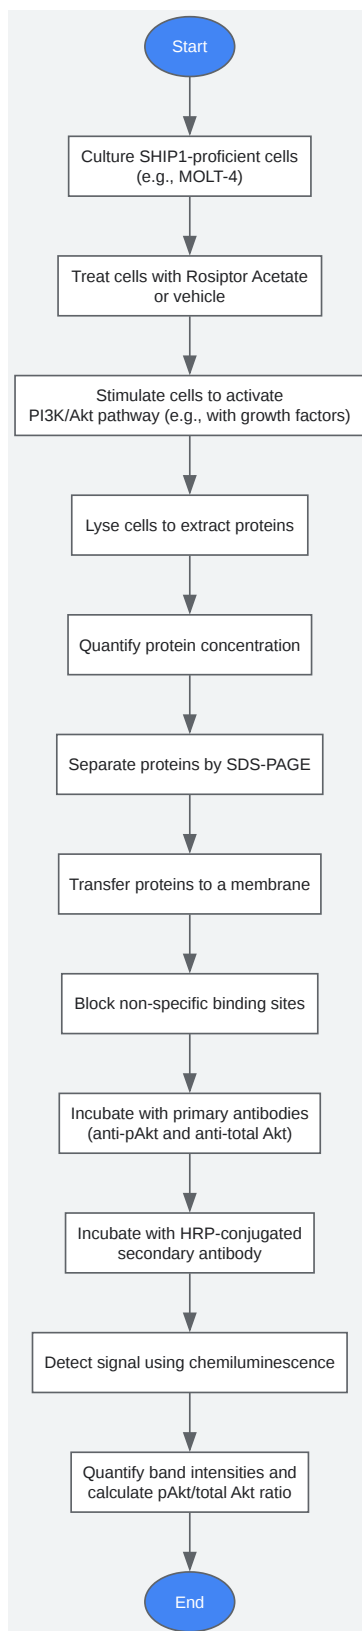 Start
Culture SHIP1-proficient cells
(e.g., MOLT-4)
Treat cells with Rosiptor Acetate
or vehicle
Stimulate cells to activate
PI3K/Akt pathway (e.g., with growth factors)
Lyse cells to extract proteins
Quantify protein concentration
Separate proteins by SDS-PAGE
Transfer proteins to a membrane
Block non-specific binding sites
Incubate with primary antibodies
(anti-pAkt and anti-total Akt)
Incubate with HRP-conjugated
secondary antibody
Detect signal using chemiluminescence
Quantify band intensities and
calculate pAkt/total Akt ratio
End